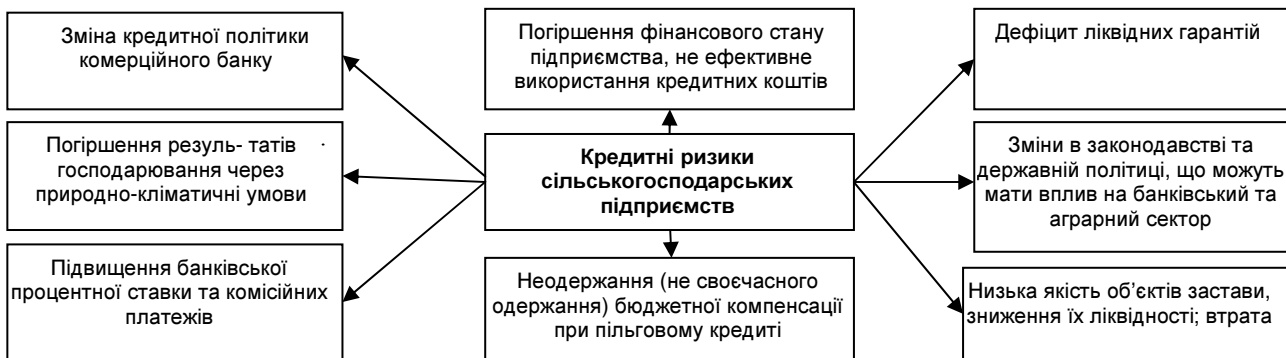 Зміна кредитної політики
комерційного банку
Погіршення фінансового стану
підприємства, не ефективне
використання кредитних коштів
Дефіцит ліквідних гарантій
Погіршення резуль- татів
господарювання через
природно-кліматичні умови
Кредитні ризики
сільськогосподарських
підприємств
Зміни в законодавстві та
державній політиці, що можуть
мати вплив на банківський та
аграрний сектор
Підвищення банківської
процентної ставки та комісійних
платежів
Неодержання (не своєчасного
одержання) бюджетної компенсації
при пільговому кредиті
Низька якість об’єктів застави,
зниження їх ліквідності; втрата